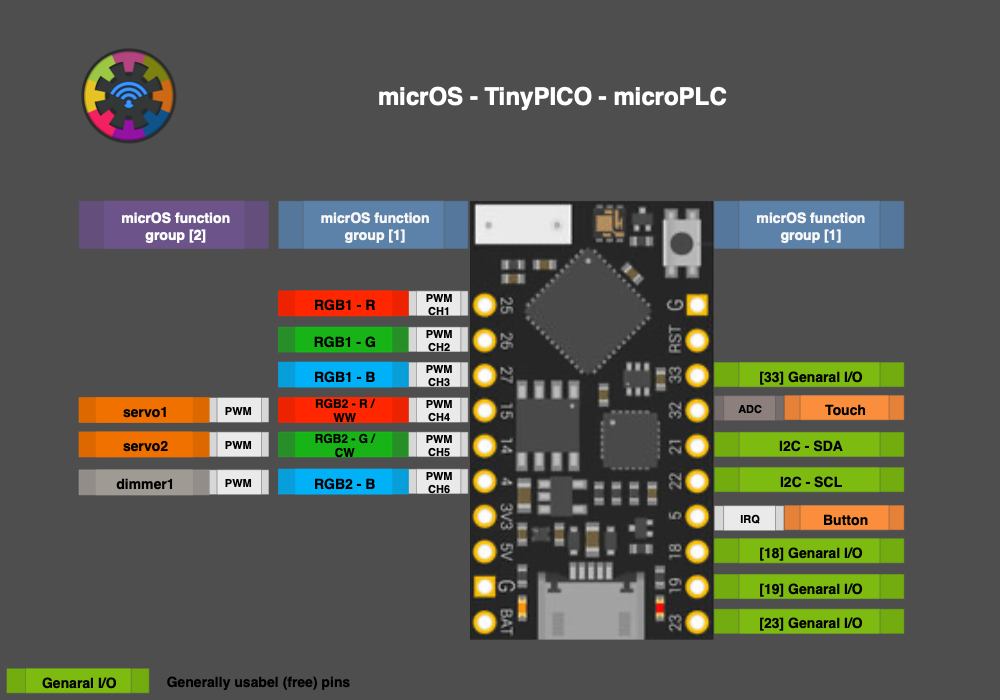 micrOS - TinyPICO - microPLC
micrOS function
group [2]
micrOS function
group [1]
micrOS function
group [1]
RGB1 - R
PWM
CH1
25
G
RGB1 - G
PWM
CH2
26
RST
RGB1 - B
PWM
CH3
27
33
[33] Genaral I/O
servo1
PWM
RGB2 - R /
WW
PWM
CH4
15
32
ADC
Touch
servo2
PWM
RGB2 - G /
CW
PWM
CH5
14
21
I2C - SDA
dimmer1
PWM
RGB2 - B
PWM
CH6
4
22
I2C - SCL
3V3
5
IRQ
Button
5V
18
[18] Genaral I/O
G
19
[19] Genaral I/O
BAT
23
[23] Genaral I/O
Genaral I/O
Generally usabel (free) pins